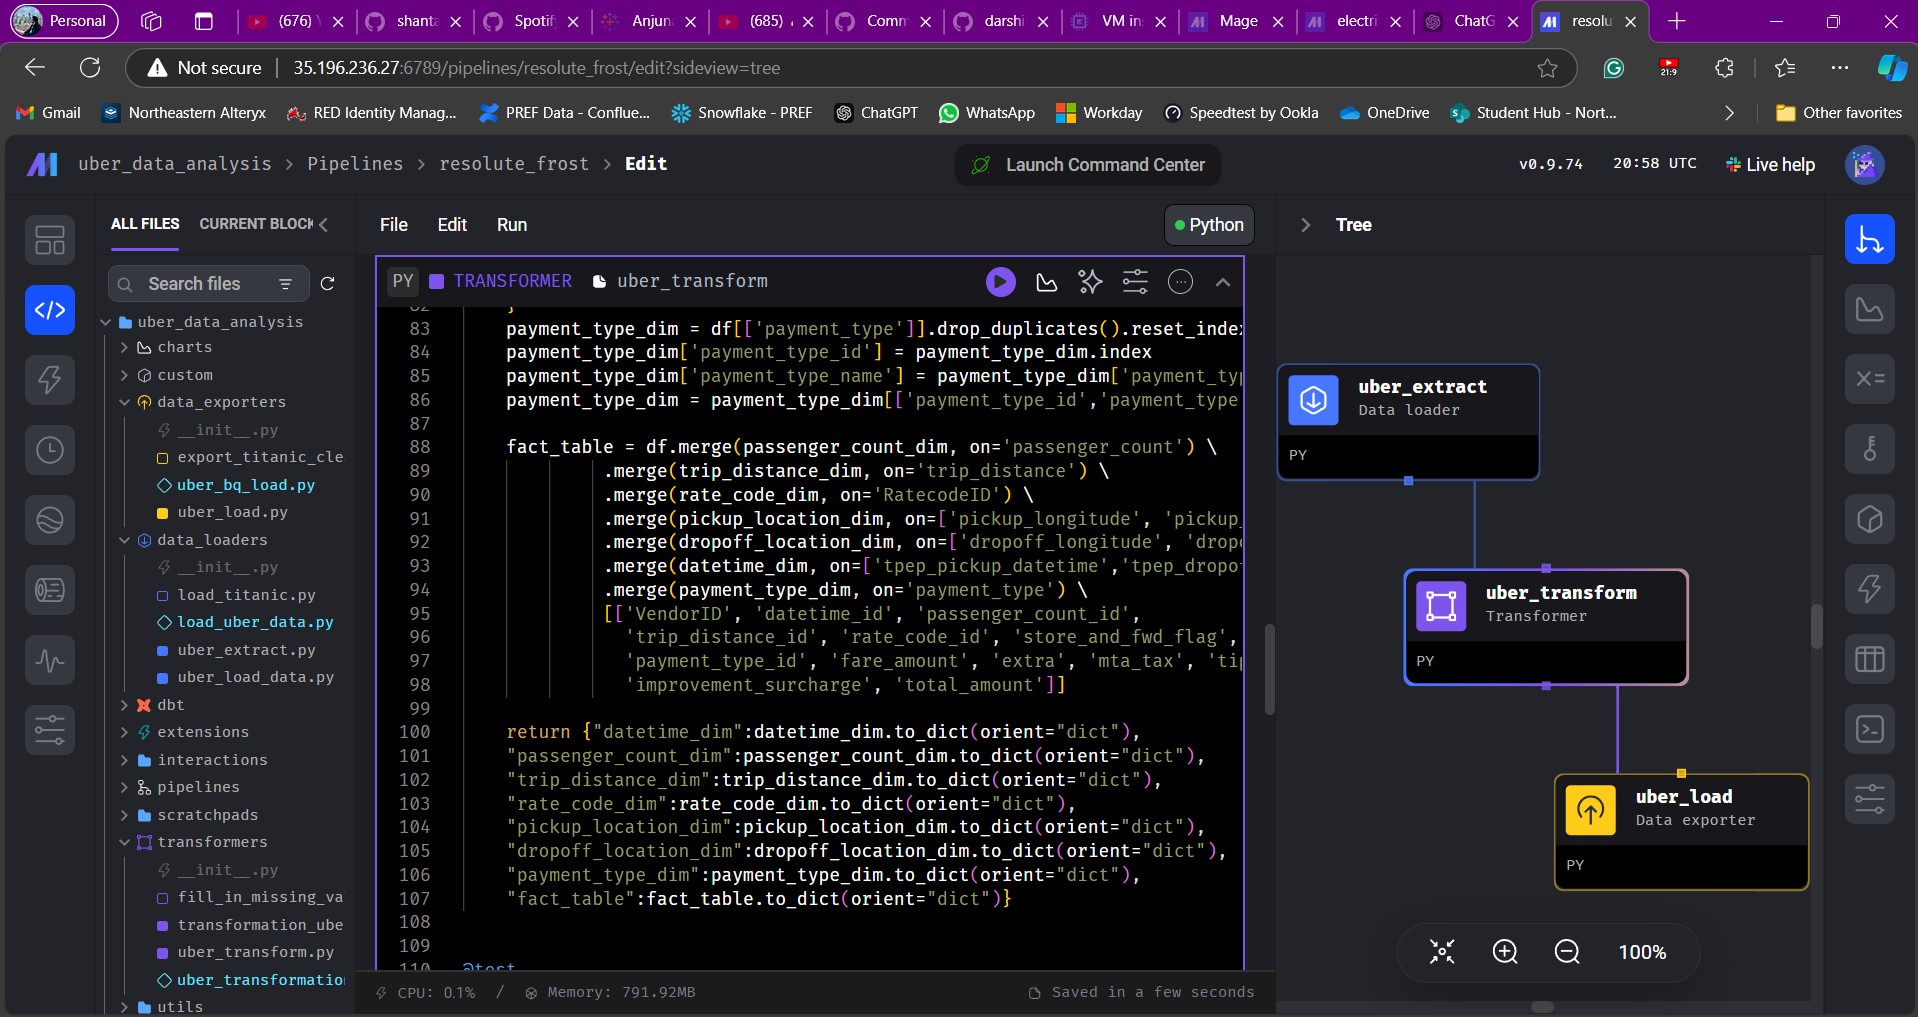 Personal
(676) Y
shanta
Spotif
Anjun
(685)
Comm
darshi
VM in
Mage
electri
ChatG
resolu
Not secure
35.196.236.27:6789/pipelines/resolute_frost/edit?sideview=tree
21:9
Gmail
Northeastern Alteryx
RED Identity Manag...
PREF Data - Conflue...
Snowflake - PREF
ChatGPT
WhatsApp
Workday
Speedtest by Ookla
OneDrive
Student Hub - Nort...
Other favorites
uber_data_analysis > Pipelines > resolute_frost > Edit
Launch Command Center
v0.9.74
20:58 UTC
Live help
ALL FILES
CURRENT BLOCK
Search files
uber_data_analysis
charts
custom
data_exporters
__init__.py
export_titanic_cle
uber_bq_load.py
uber_load.py
data_loaders
__init__.py
load_titanic.py
load_uber_data.py
uber_extract.py
uber_load_data.py
dbt
extensions
interactions
pipelines
scratchpads
transformers
__init__.py
fill_in_missing_va
transformation_ube
uber_transform.py
uber_transformatio
utils
File
Edit
Run
Python
PY TRANSFORMER uber_transform
82 }
83 payment_type_dim = df[['payment_type']].drop_duplicates().reset_index
84 payment_type_dim['payment_type_id'] = payment_type_dim.index
85 payment_type_dim['payment_type_name'] = payment_type_dim['payment_ty
86 payment_type_dim = payment_type_dim[['payment_type_id','payment_type
87
88 fact_table = df.merge(passenger_count_dim, on='passenger_count') \
89 .merge(trip_distance_dim, on='trip_distance') \
90 .merge(rate_code_dim, on='RatecodeID') \
91 .merge(pickup_location_dim, on=['pickup_longitude', 'pickup_
92 .merge(dropoff_location_dim, on=['dropoff_longitude', 'drop
93 .merge(datetime_dim, on=['tpep_pickup_datetime','tpep_dropo
94 .merge(payment_type_dim, on='payment_type') \
95 [['VendorID', 'datetime_id', 'passenger_count_id',
96 'trip_distance_id', 'rate_code_id', 'store_and_fwd_flag',
97 'payment_type_id', 'fare_amount', 'extra', 'mta_tax', 'tip
98 'improvement_surcharge', 'total_amount']]
99
100 return {"datetime_dim":datetime_dim.to_dict(orient="dict"),
101 "passenger_count_dim":passenger_count_dim.to_dict(orient="dict"),
102 "trip_distance_dim":trip_distance_dim.to_dict(orient="dict"),
103 "rate_code_dim":rate_code_dim.to_dict(orient="dict"),
104 "pickup_location_dim":pickup_location_dim.to_dict(orient="dict"),
105 "dropoff_location_dim":dropoff_location_dim.to_dict(orient="dict"),
106 "payment_type_dim":payment_type_dim.to_dict(orient="dict"),
107 "fact_table":fact_table.to_dict(orient="dict")}
108
109
110 @test
CPU: 0.1% / Memory: 791.92MB
Saved in a few seconds
Tree
uber_extract
Data loader
PY
uber_transform
Transformer
PY
uber_load
Data exporter
PY
100%